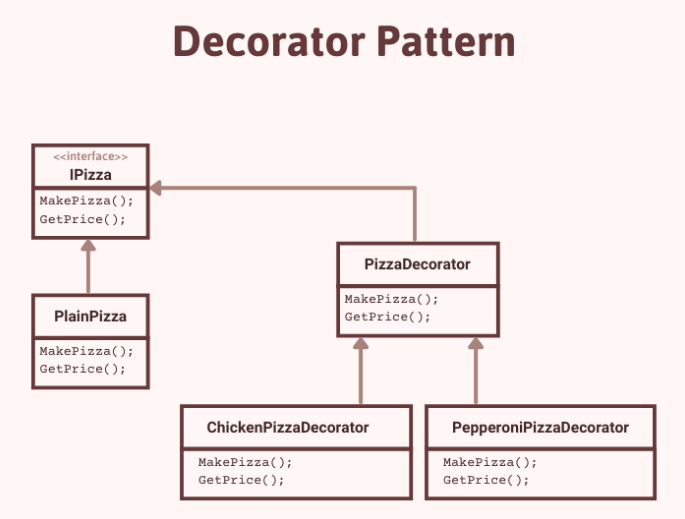 Decorator Pattern
<<interface>>
IPizza
MakePizza();
GetPrice();
PizzaDecorator
MakePizza();
GetPrice();
PlainPizza
MakePizza();
GetPrice();
ChickenPizzaDecorator
MakePizza();
GetPrice();
PepperoniPizzaDecorator
MakePizza();
GetPrice();